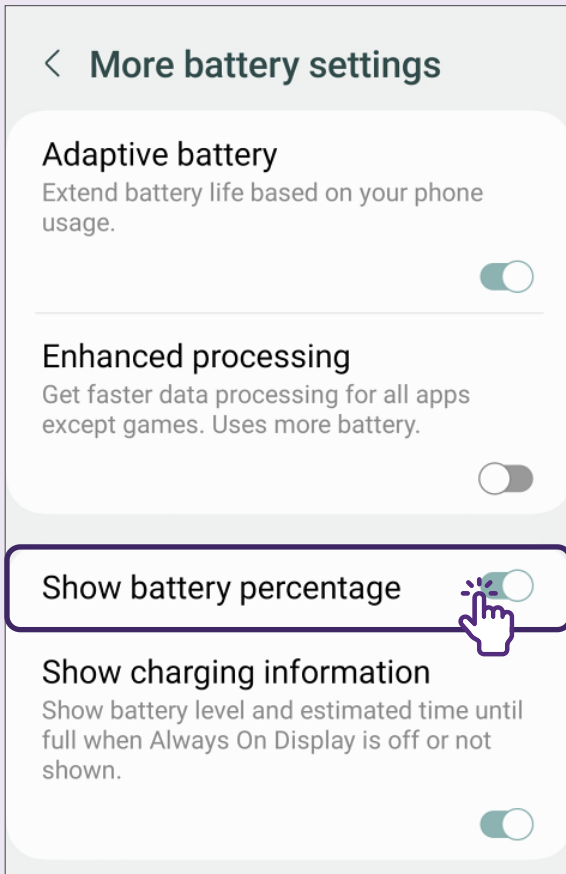 More battery settings
Adaptive battery
Extend battery life based on your phone
usage.
Enhanced processing
Get faster data processing for all apps
except games. Uses more battery.
Show battery percentage
Show charging information
Show battery level and estimated time until
full when Always On Display is off or not
shown.